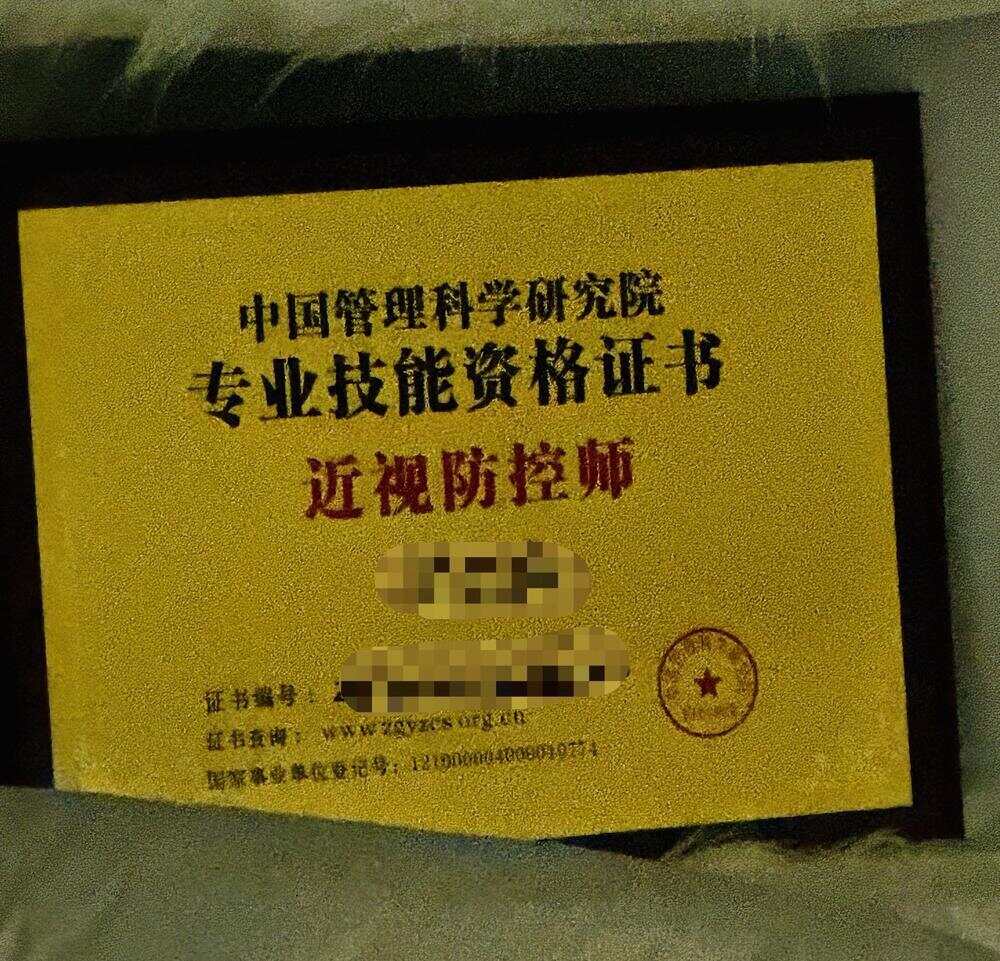 中国管理科学研究院
专业技能资格证书
近视防控师
证书编号：
证书查询： www.zgyzcs.org.cn
国家事业单位登记号：